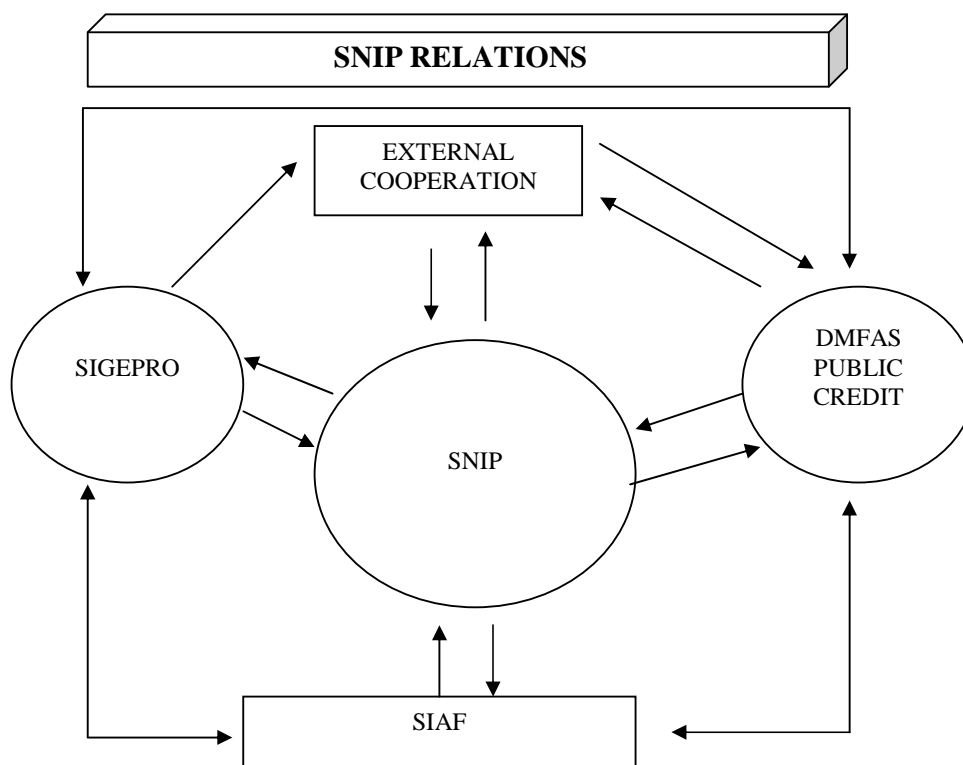 SNIP RELATIONS
EXTERNAL
COOPERATION
SIGEPRO
DMFAS
PUBLIC
CREDIT
SNIP
SIAF